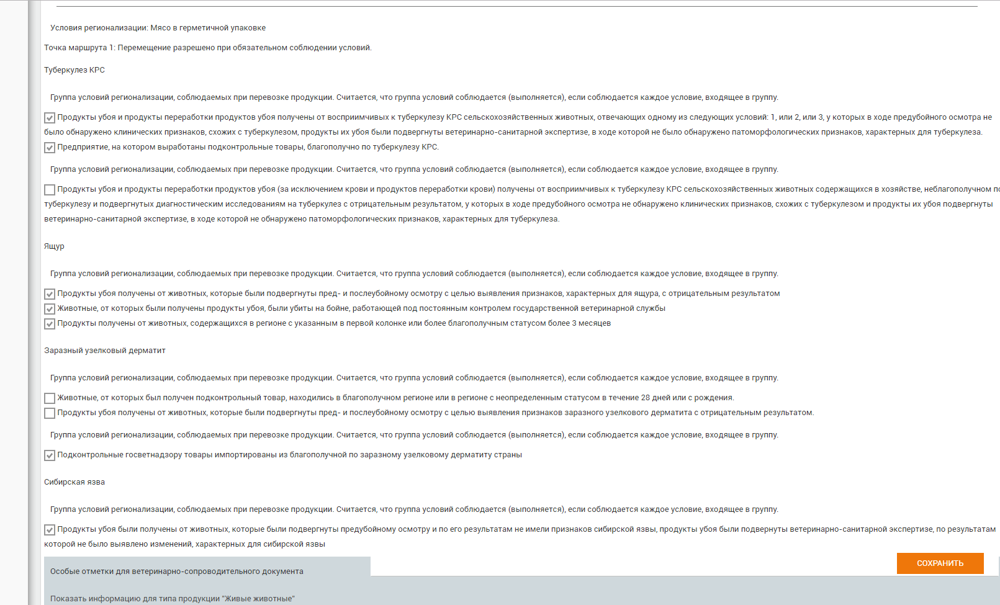 Условия регионализации: Мясо в герметичной упаковке
Точка маршрута 1: Перемещение разрешено при обязательном соблюдении условий.
Туберкулез КРС
Группа условий регионализации, соблюдаемых при перевозке продукции. Считается, что группа условий соблюдается (выполняется), если соблюдается каждое условие, входящее в группу.
Продукты убоя и продукты переработки продуктов убоя получены от восприимчивых к туберкулезу КРС сельскохозяйственных животных, отвечающих одному из следующих условий: 1, или 2, или 3, у которых в ходе предубойного осмотра не
было обнаружено клинических признаков, схожих с туберкулезом, продукты их убоя были подвергнуты ветеринарно-санитарной экспертизе, в ходе которой не было обнаружено патоморфологических признаков, характерных для туберкулеза.
Предприятие, на котором выработаны подконтрольные товары, благополучно по туберкулезу КРС.
Группа условий регионализации, соблюдаемых при перевозке продукции. Считается, что группа условий соблюдается (выполняется), если соблюдается каждое условие, входящее в группу.
Продукты убоя и продукты переработки продуктов убоя (за исключением крови и продуктов переработки крови) получены от восприимчивых к туберкулезу КРС сельскохозяйственных животных содержащихся в хозяйстве, неблагополучном по
туберкулезу и подвергнутых диагностическим исследованиям на туберкулез с отрицательным результатом, у которых в ходе предубойного осмотра не обнаружено клинических признаков, схожих с туберкулезом и продукты их убоя подвергнуты
ветеринарно-санитарной экспертизе, в ходе которой не обнаружено патоморфологических признаков, характерных для туберкулеза.
Ящур
Группа условий регионализации, соблюдаемых при перевозке продукции. Считается, что группа условий соблюдается (выполняется), если соблюдается каждое условие, входящее в группу.
Продукты убоя получены от животных, которые были подвергнуты пред- и послеубойному осмотру с целью выявления признаков, характерных для ящура, с отрицательным результатом
Животные, от которых были получены продукты убоя, были убиты на бойне, работающей под постоянным контролем государственной ветеринарной службы
Продукты получены от животных, содержащихся в регионе с указанным в первой колонке или более благополучным статусом более 3 месяцев
Заразный узелковый дерматит
Группа условий регионализации, соблюдаемых при перевозке продукции. Считается, что группа условий соблюдается (выполняется), если соблюдается каждое условие, входящее в группу.
Животные, от которых был получен подконтрольный товар, находились в благополучном регионе или в регионе с неопределенным статусом в течение 28 дней или с рождения.
Продукты убоя получены от животных, которые были подвергнуты пред- и послеубойному осмотру с целью выявления признаков заразного узелкового дерматита с отрицательным результатом.
Группа условий регионализации, соблюдаемых при перевозке продукции. Считается, что группа условий соблюдается (выполняется), если соблюдается каждое условие, входящее в группу.
Подконтрольные госветнадзору товары импортированы из благополучной по заразному узелковому дерматиту страны
Сибирская язва
Группа условий регионализации, соблюдаемых при перевозке продукции. Считается, что группа условий соблюдается (выполняется), если соблюдается каждое условие, входящее в группу.
Продукты убоя были получены от животных, которые были подвергнуты предубойному осмотру и по его результатам не имели признаков сибирской язвы, продукты убоя были подвернуты ветеринарно-санитарной экспертизе, по результатам
которой не было выявлено изменений, характерных для сибирской язвы
СОХРАНИТЬ
Особые отметки для ветеринарно-сопроводительного документа
Показать информацию для типа продукции "Живые животные"